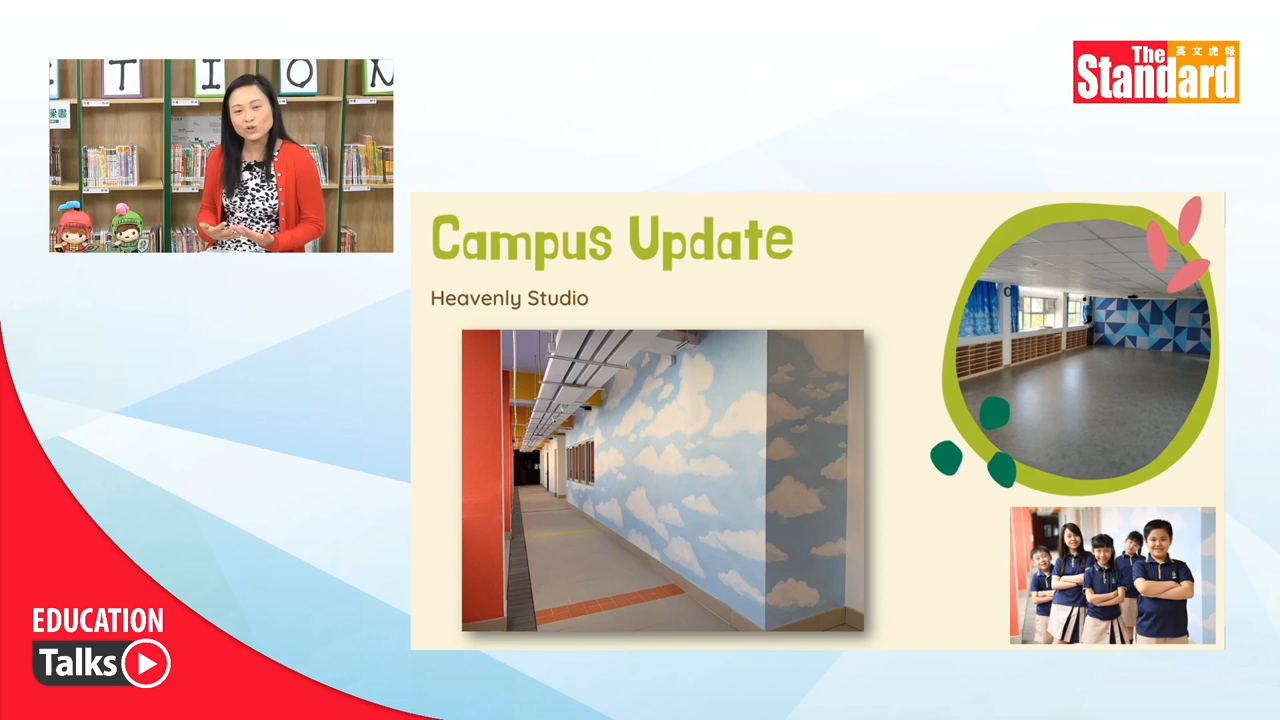 T I O N
The
英文虎報
Standard
Campus Update
Heavenly Studio
EDUCATION
Talks